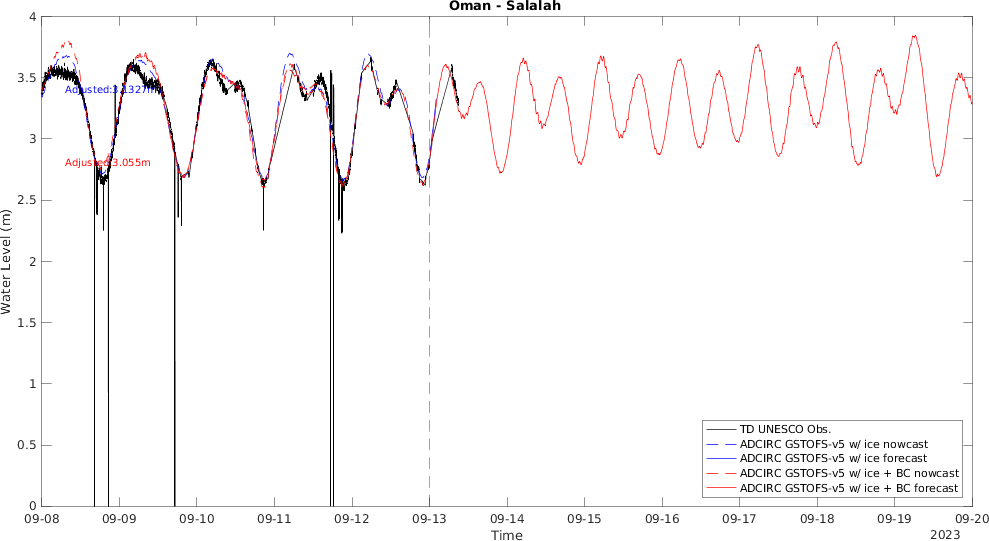 Oman - Salalah
4
3.5
3
2.5
2
1.5
1
0.5
0
Water Level (m)
Adjusted:3.1327m
Adjusted:3.055m
TD UNESCO Obs.
ADCIRC GSTOFS-v5 w/ ice nowcast
ADCIRC GSTOFS-v5 w/ ice forecast
ADCIRC GSTOFS-v5 w/ ice + BC nowcast
ADCIRC GSTOFS-v5 w/ ice + BC forecast
09-08 09-09 09-10 09-11 09-12 09-13 09-14 09-15 09-16 09-17 09-18 09-19 09-20
Time
2023